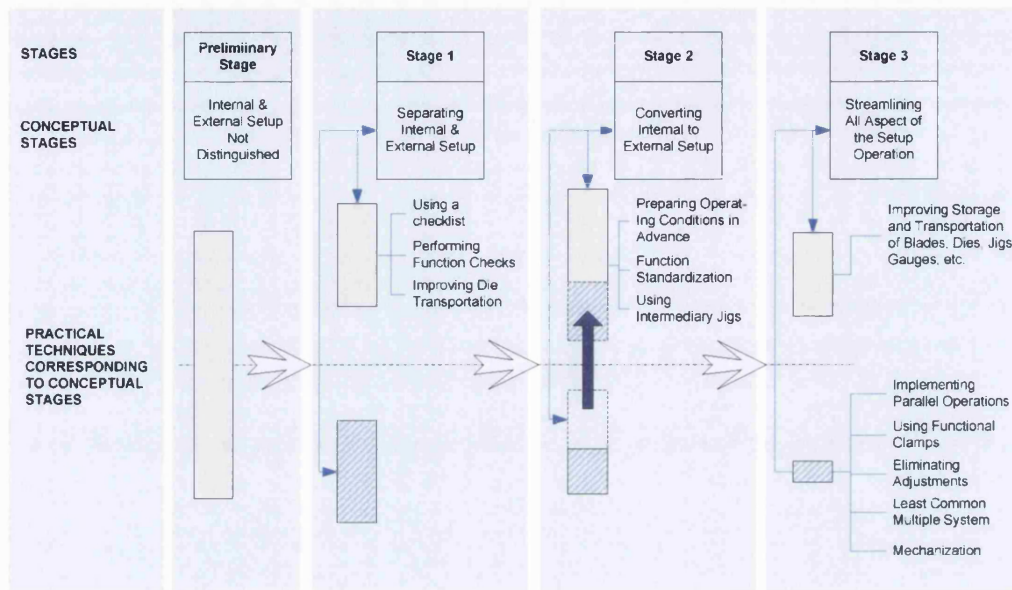 STAGES
Prelimiinary
Stage
Stage 1
Stage 2
Stage 3
CONCEPTUAL
STAGES
Internal &
External Setup
Not
Distinguished
Separating
Internal &
External Setup
Converting
Internal to
External Setup
Streamlining
All Aspect of
the Setup
Operation
PRACTICAL
TECHNIQUES
CORRESPONDING
TO CONCEPTUAL
STAGES
Using a
checklist
Performing
Function Checks
Improving Die
Transportation
Preparing Operat-
ing Conditions in
Advance
Function
Standardization
Using
Intermediary Jigs
Improving Storage
and Transportation
of Blades, Dies, Jigs
Gauges, etc.
Implementing
Parallel Operations
Using Functional
Clamps
Eliminating
Adjustments
Least Common
Multiple System
Mechanization